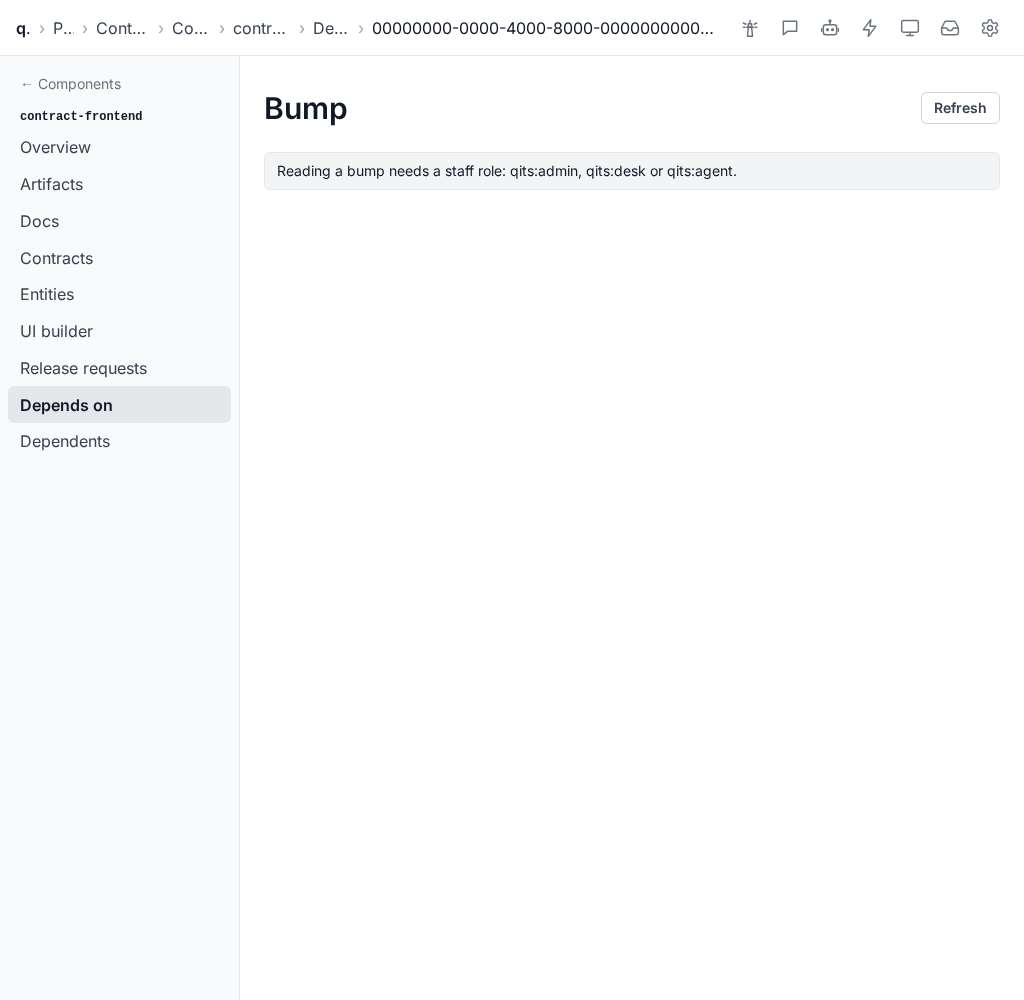 q. › P... › Cont... › Co... › contr... › De... › 00000000-0000-4000-8000-0000000000...
← Components
contract-frontend
Overview
Artifacts
Docs
Contracts
Entities
UI builder
Release requests
Depends on
Dependents
Bump
Refresh
Reading a bump needs a staff role: qits:admin, qits:desk or qits:agent.